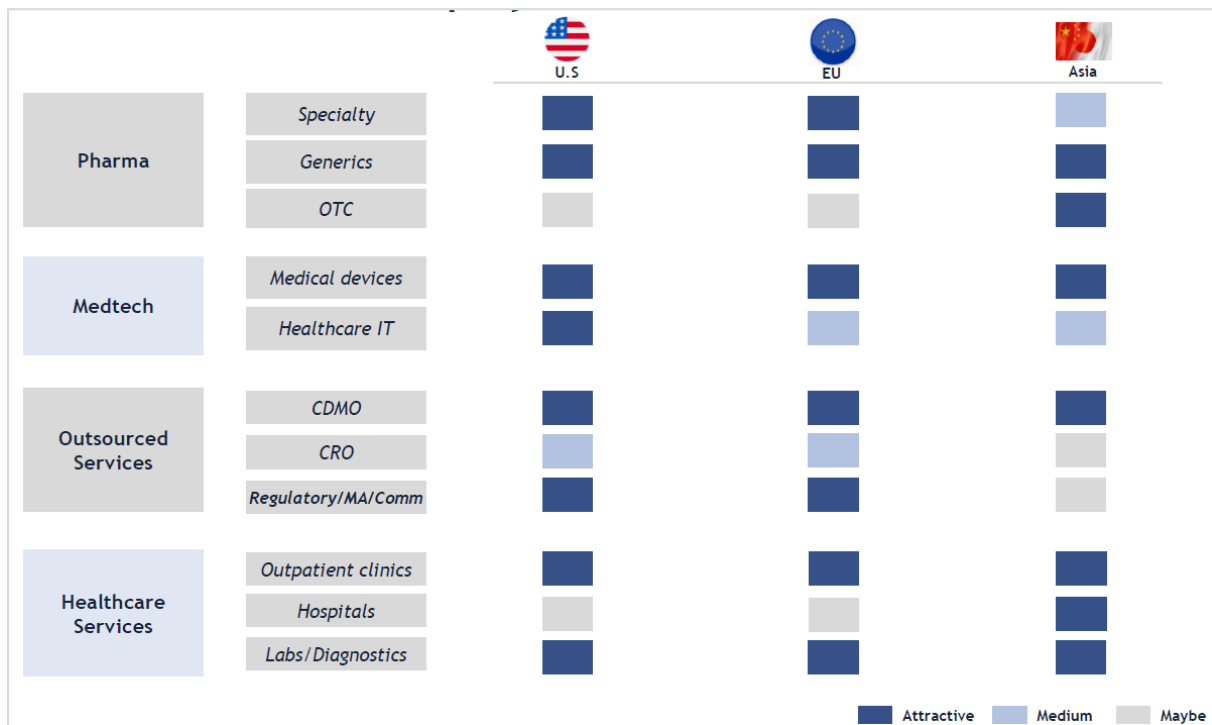 U.S
EU
Asia
Specialty
Pharma
Generics
OTC
Medical devices
Medtech
Healthcare IT
CDMO
Outsourced
Services
CRO
Regulatory/MA/Comm
Outpatient clinics
Healthcare
Services
Hospitals
Labs/Diagnostics
Attractive
Medium
Maybe